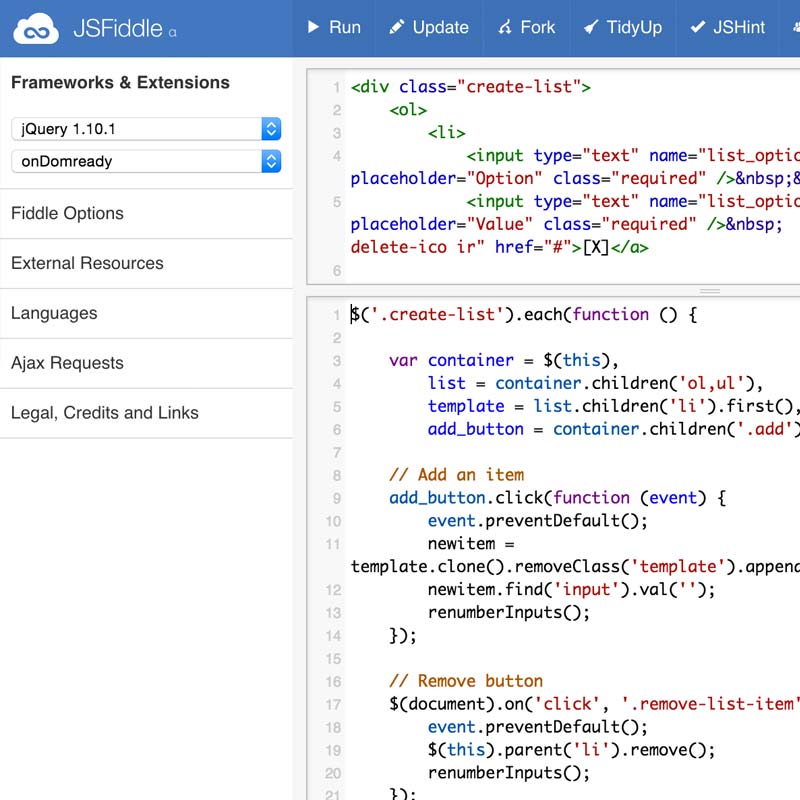 JSFiddle α
Run
Update
Fork
TidyUp
JSHint
Frameworks & Extensions
jQuery 1.10.1
onDomready
Fiddle Options
External Resources
Languages
Ajax Requests
Legal, Credits and Links
1 <div class="create-list">
2 <ol>
3 <li>
4 <input type="text" name="list_optio
placeholder="Option" class="required" />&nbsp;&
5 <input type="text" name="list_optio
placeholder="Value" class="required" />&nbsp;
delete-ico ir" href="#">[X]</a>
6
1 $('.create-list').each(function () {
2
3 var container = $(this),
4 list = container.children('ol,ul'),
5 template = list.children('li').first(),
6 add_button = container.children('.add')
7
8 // Add an item
9 add_button.click(function (event) {
10 event.preventDefault();
11 newitem =
template.clone().removeClass('template').appen
12 newitem.find('input').val('');
13 renumberInputs();
14 });
15
16 // Remove button
17 $(document).on('click', '.remove-list-item'
18 event.preventDefault();
19 $(this).parent('li').remove();
20 renumberInputs();
21 });